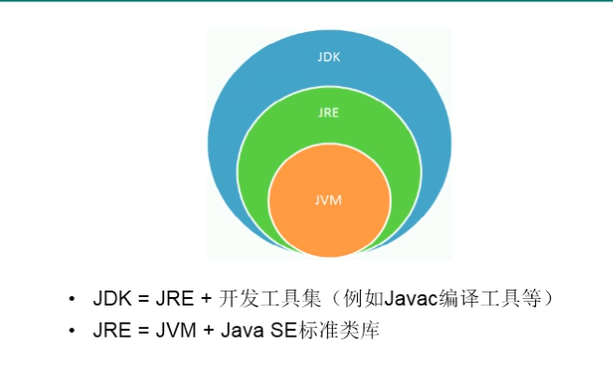 JDK
JRE
JVM
• JDK = JRE + 开发工具集（例如Javac编译工具等）
• JRE = JVM + Java SE标准类库